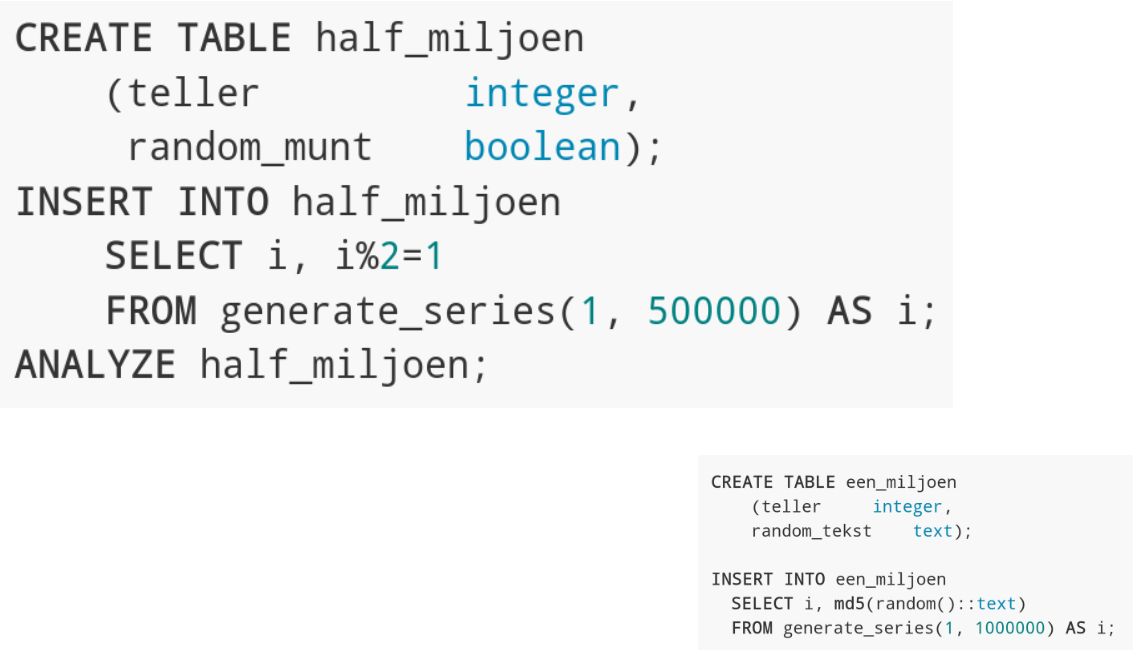 CREATE TABLE half_miljoen
(teller integer,
random_munt boolean);
INSERT INTO half_miljoen
SELECT i, i%2=1
FROM generate_series(1, 500000) AS i;
ANALYZE half_miljoen;
CREATE TABLE een_miljoen
(teller integer,
random_tekst text);
INSERT INTO een_miljoen
SELECT i, md5(random()::text)
FROM generate_series(1, 1000000) AS i;